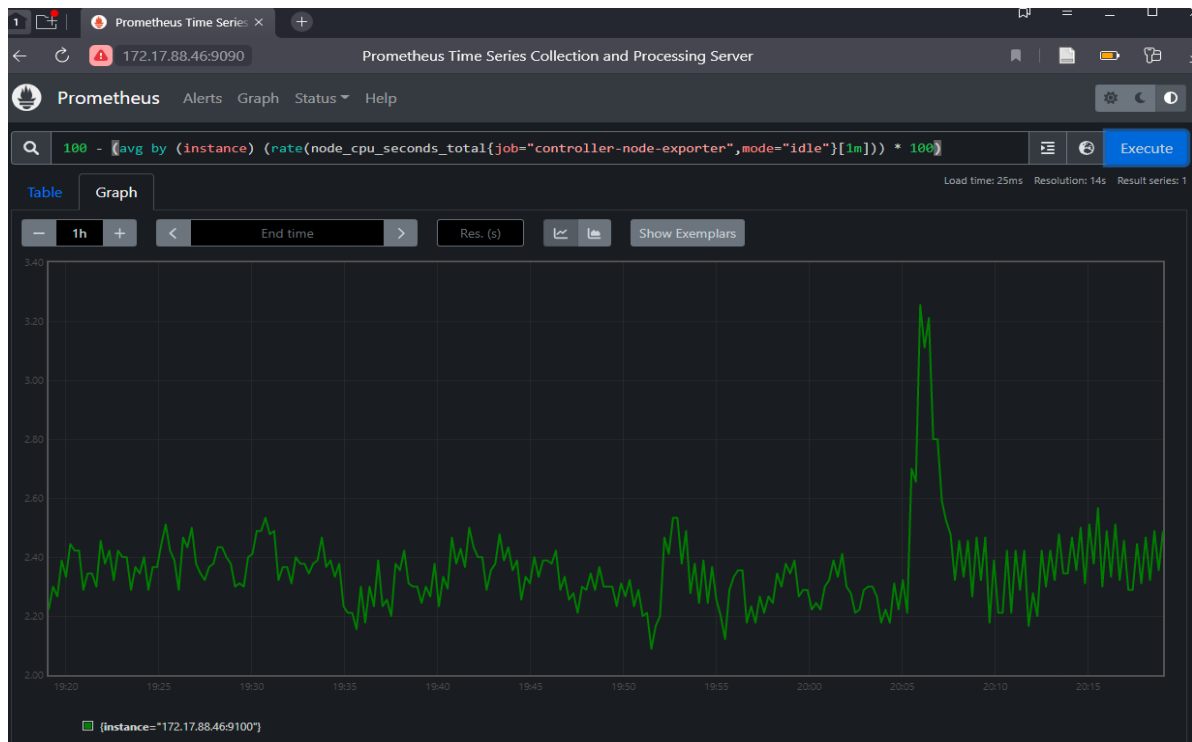 1 Prometheus Time Series
172.17.88.46:9090 Prometheus Time Series Collection and Processing Server
Prometheus Alerts Graph Status Help
100 - (avg by (instance) (rate(node_cpu_seconds_total{job="controller-node-exporter",mode="idle"}[1m])) * 100)
Execute
Load time: 25ms Resolution: 14s Result series: 1
Table Graph
1h End time Res. (s) Show Exemplars
3.40
3.20
3.00
2.80
2.60
2.40
2.20
2.00
19:20 19:25 19:30 19:35 19:40 19:45 19:50 19:55 20:00 20:05 20:10 20:15
{instance="172.17.88.46:9100"}